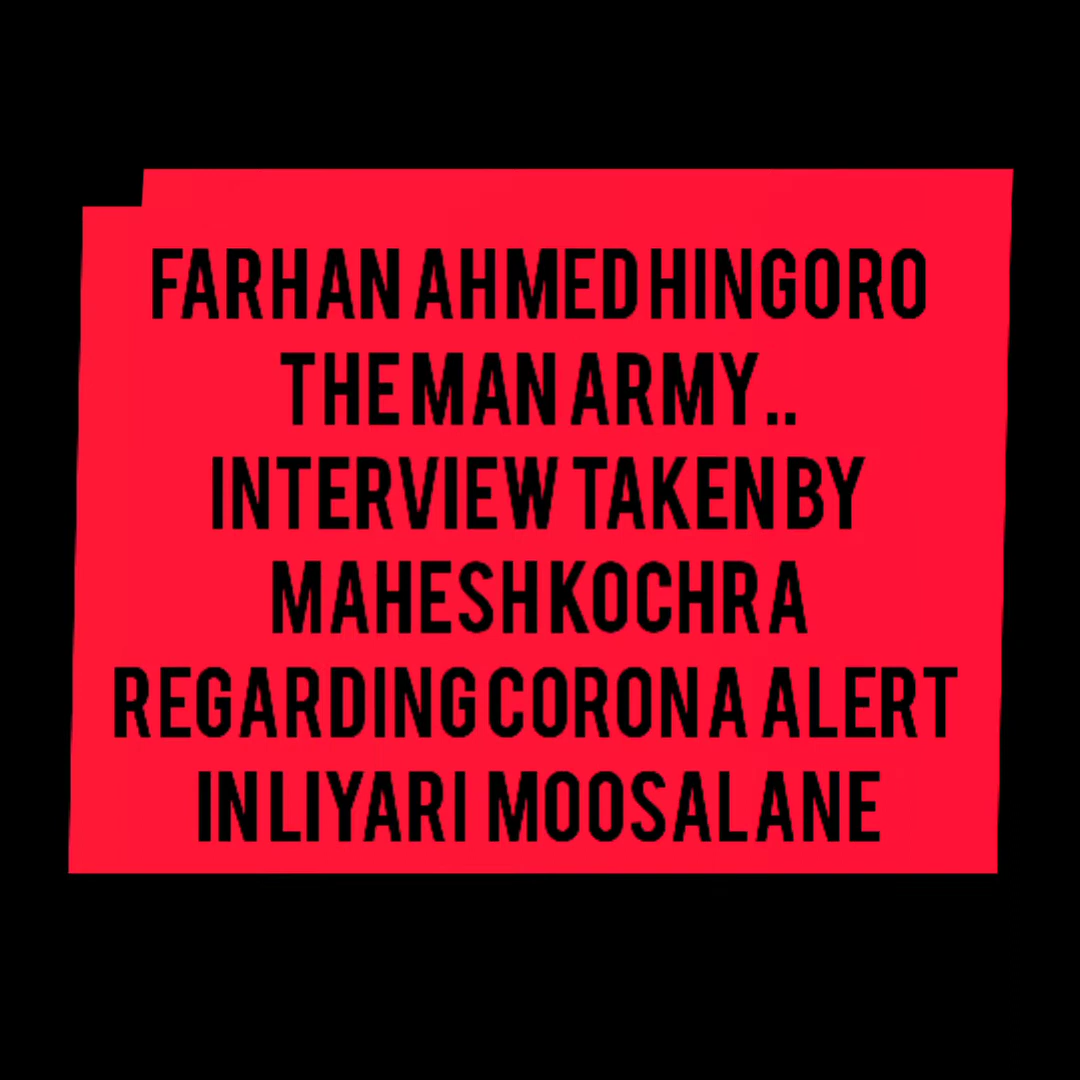 FARHAN AHMED HINGORO
THE MAN ARMY..
INTERVIEW TAKEN BY
MAHESH KOCHRA
REGARDING CORONA ALERT
IN LIYARI MOOSA LANE